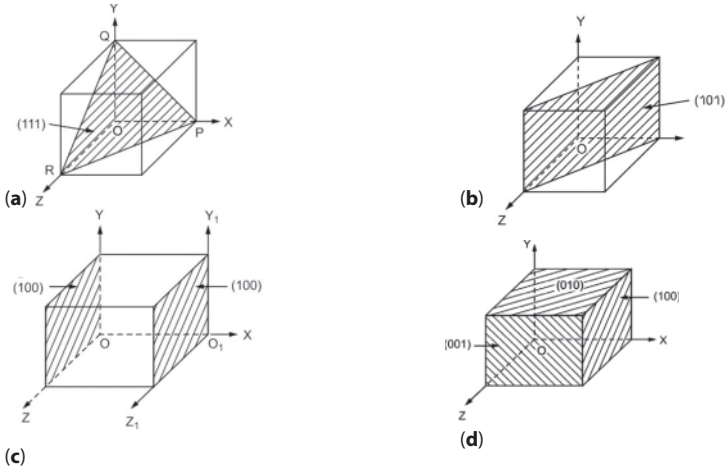 Y
Q
(111)
O
X
P
R
Z
(a)
Y
(101)
O
Z
(b)
Y
Y₁
(100)
(100)
X
O
O₁
Z
Z₁
(c)
Y
(010)
(100)
(001)
O
X
Z
(d)